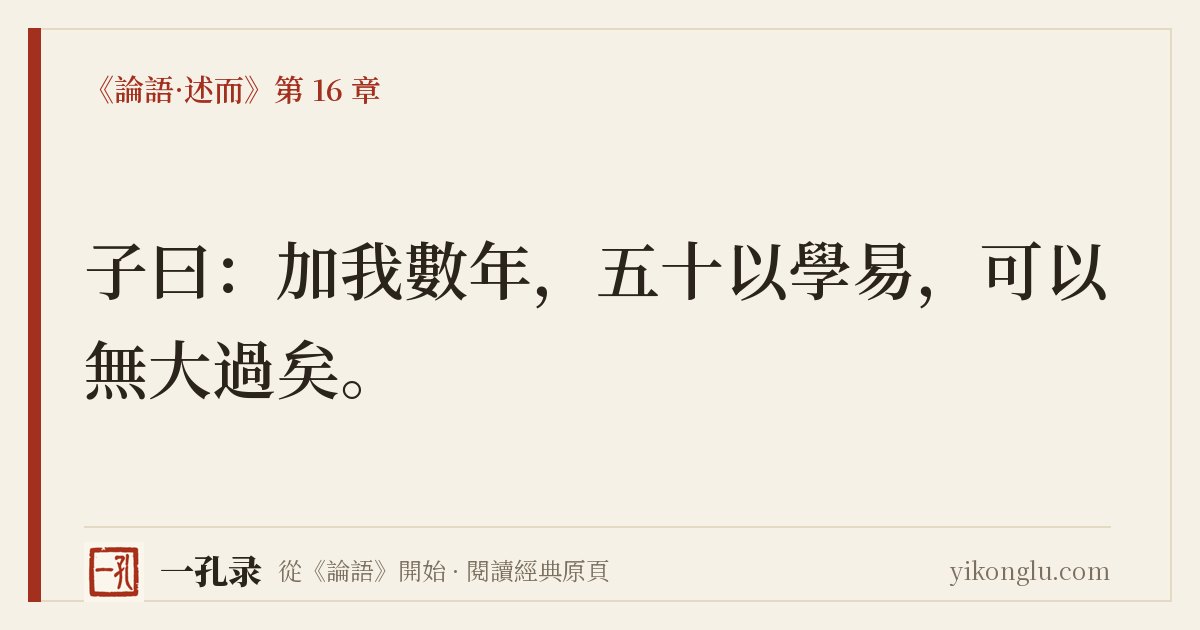 《論語·述而》第 16 章
子曰：加我數年，五十以學易，可以
無大過矣。
一孔
一孔录 從《論語》開始 · 閱讀經典原頁
yikonglu.com